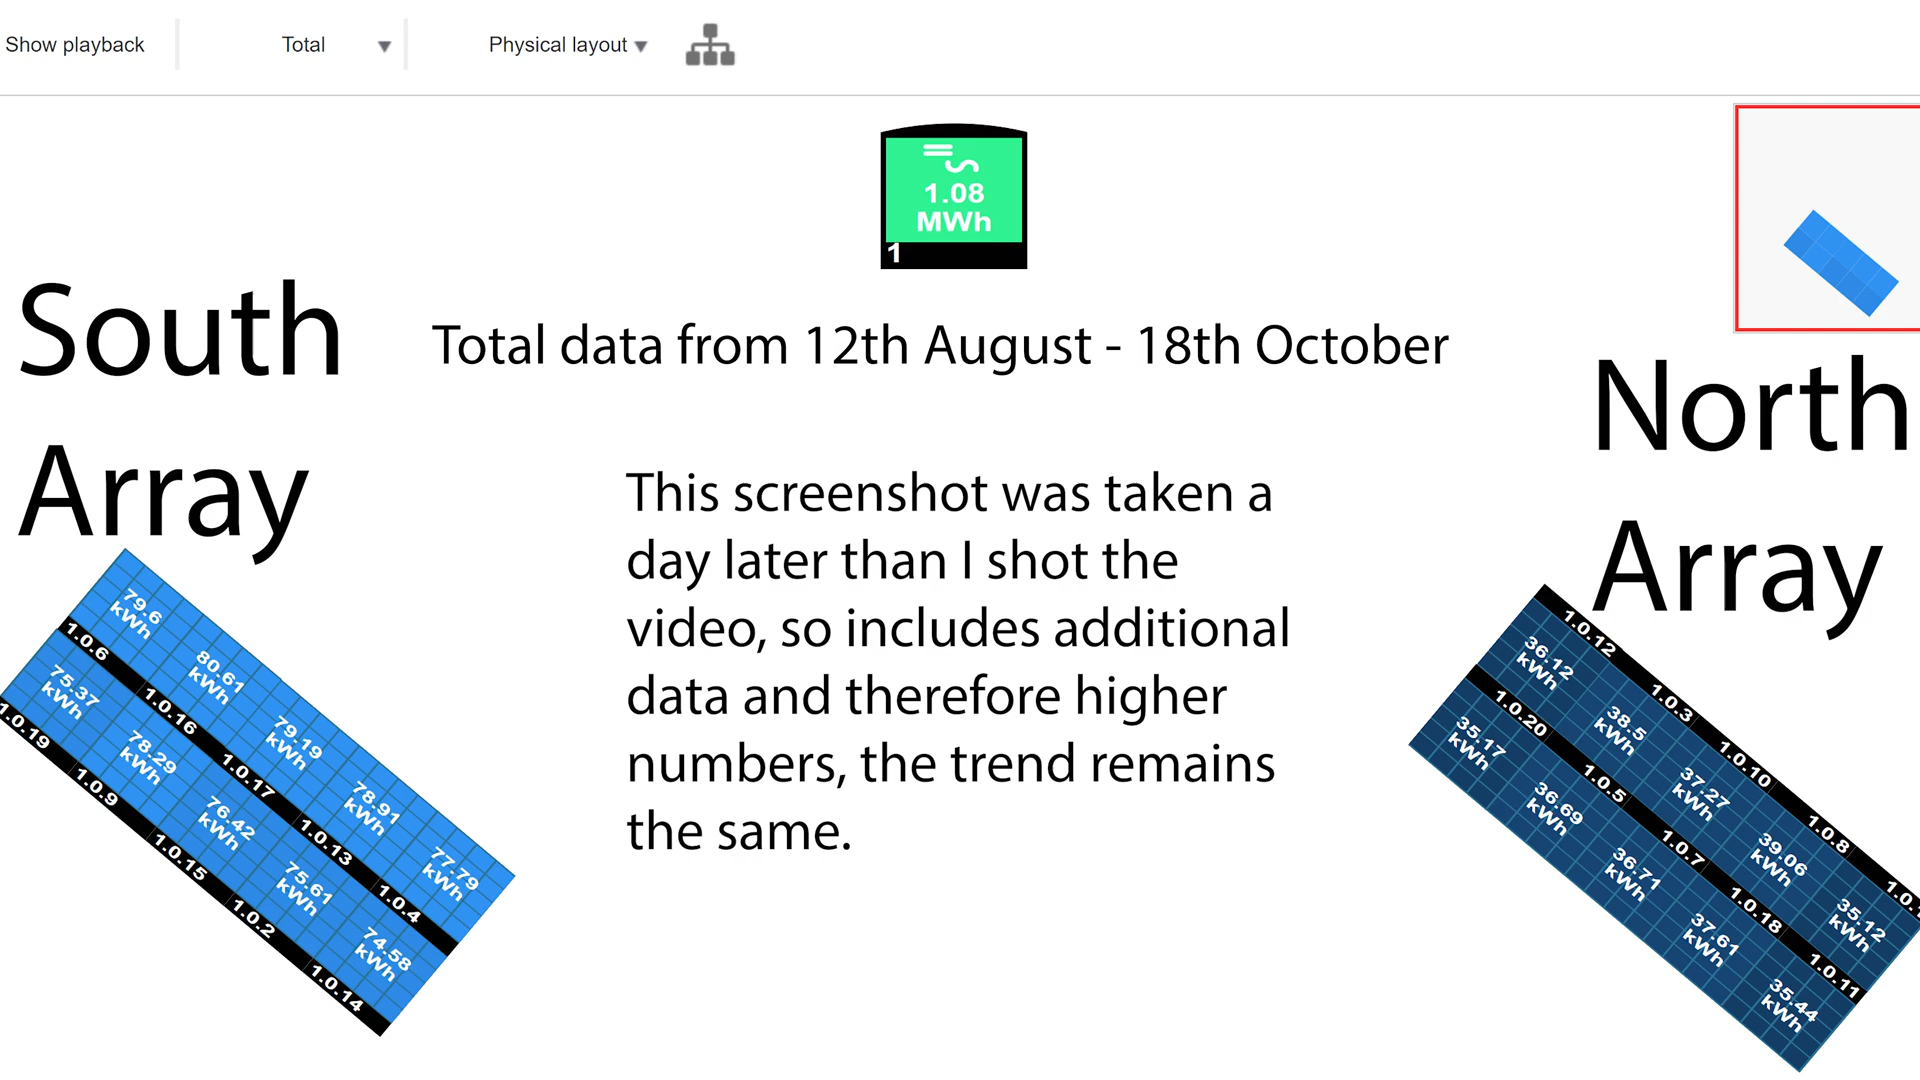 Show playback
Total
Physical layout
1.08
MWh
1
South
Array
Total data from 12th August - 18th October
This screenshot was taken a
day later than I shot the
video, so includes additional
data and therefore higher
numbers, the trend remains
the same.
North
Array
79.6
kWh
80.61
kWh
79.19
kWh
78.91
kWh
77.79
kWh
1.0.6
1.0.16
1.0.17
1.0.13
1.0.4
75.37
kWh
78.29
kWh
76.42
kWh
75.61
kWh
74.58
kWh
1.0.19
1.0.9
1.0.15
1.0.2
1.0.14
1.0.12
1.0.3
1.0.10
1.0.8
36.12
kWh
38.5
kWh
37.27
kWh
39.06
kWh
35.12
kWh
1.0.20
1.0.5
1.0.7
1.0.18
1.0.11
35.17
kWh
36.69
kWh
36.71
kWh
37.61
kWh
35.44
kWh